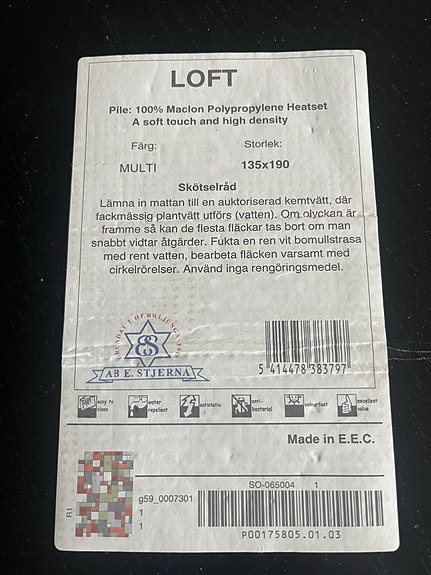 LOFT
Pile: 100% Maclon Polypropylene Heatset
A soft touch and high density
Färg: Storlek:
MULTI 135x190
Skötselråd
Lämna in mattan till en auktoriserad kemtvätt, där
fackmässig plantvätt utförs (vatten). Om olyckan är
framme så kan de flesta fläckar tas bort om man
snabbt vidtar åtgärder. Fukta en ren vit bomullstrasa
med rent vatten, bearbeta fläcken varsamt med
cirkelrörelser. Använd inga rengöringsmedel.
GRUNDAT I HERRLJUNGA
S
AB E. STJERNA
5 414478 383797
easy to clean
water repellent
antistatic
anti-bacterial
colourfast
excellent value
Made in E.E.C.
SO-065004 1
g59_0007301
1
1
R1
P00175805.01.03